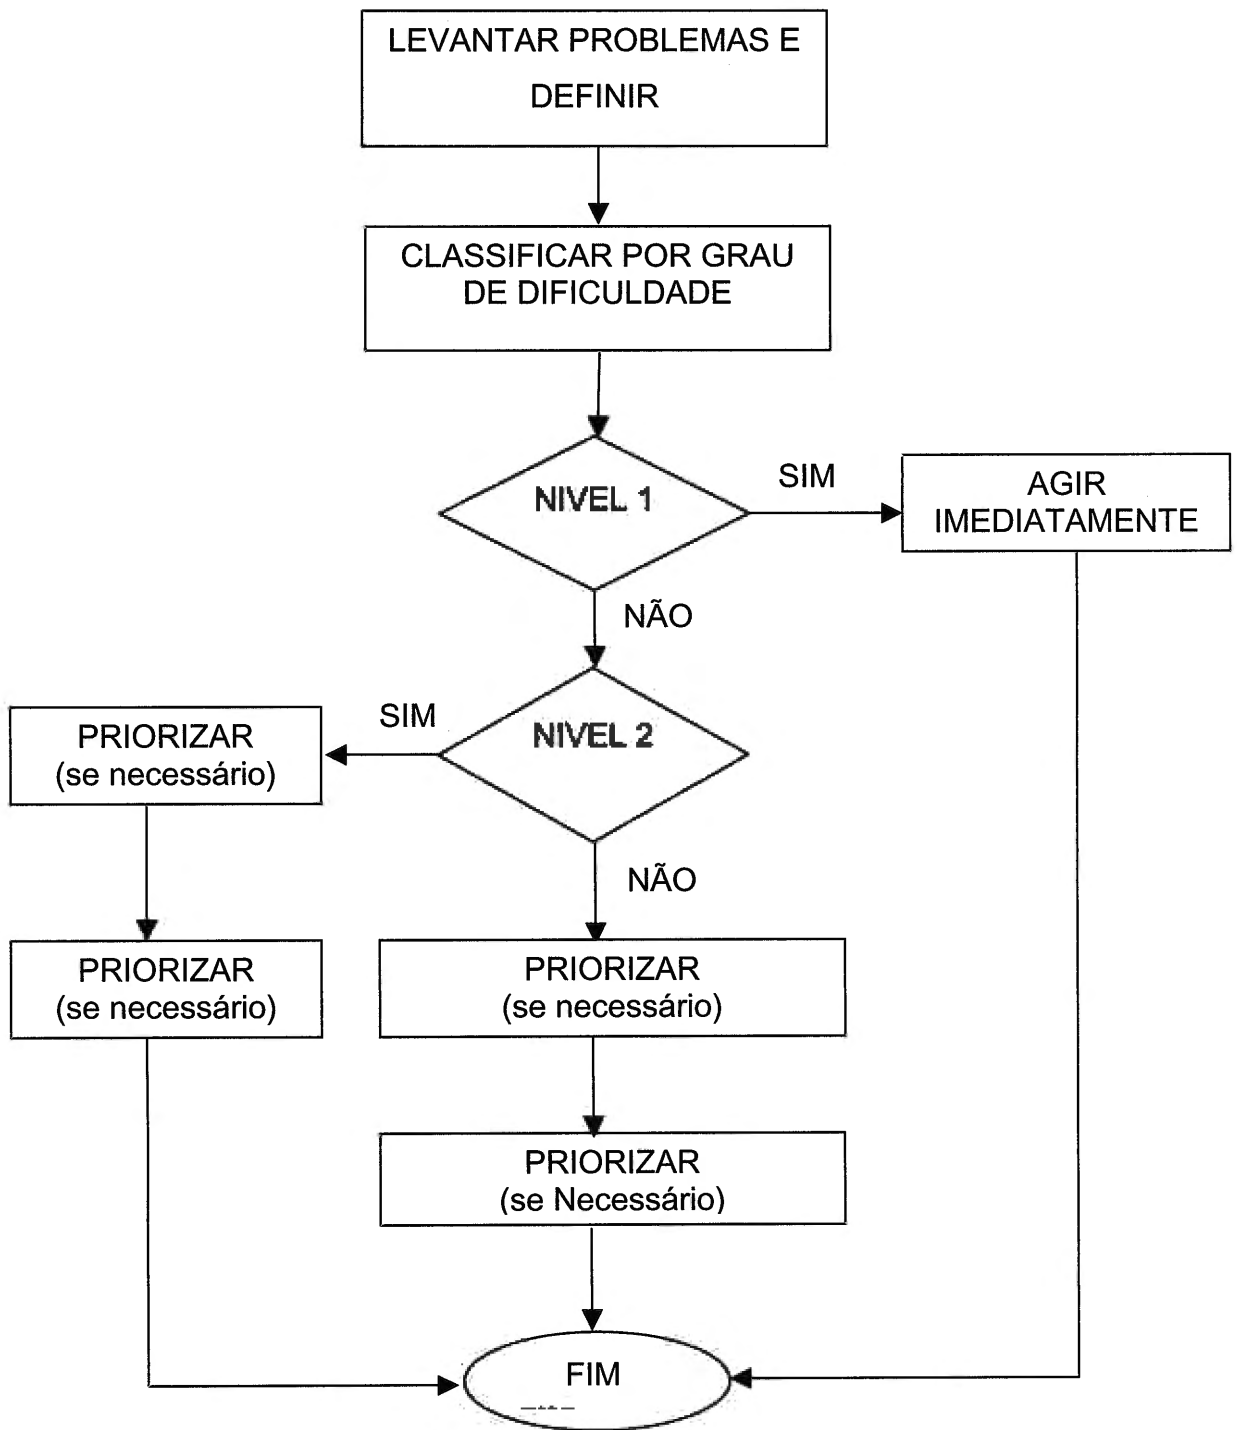 LEVANTAR PROBLEMAS E
DEFINIR
CLASSIFICAR POR GRAU
DE DIFICULDADE
NIVEL 1
SIM
AGIR
IMEDIATAMENTE
NÃO
NIVEL 2
SIM
PRIORIZAR
(se necessário)
NÃO
PRIORIZAR
(se necessário)
PRIORIZAR
(se necessário)
PRIORIZAR
(se Necessário)
FIM